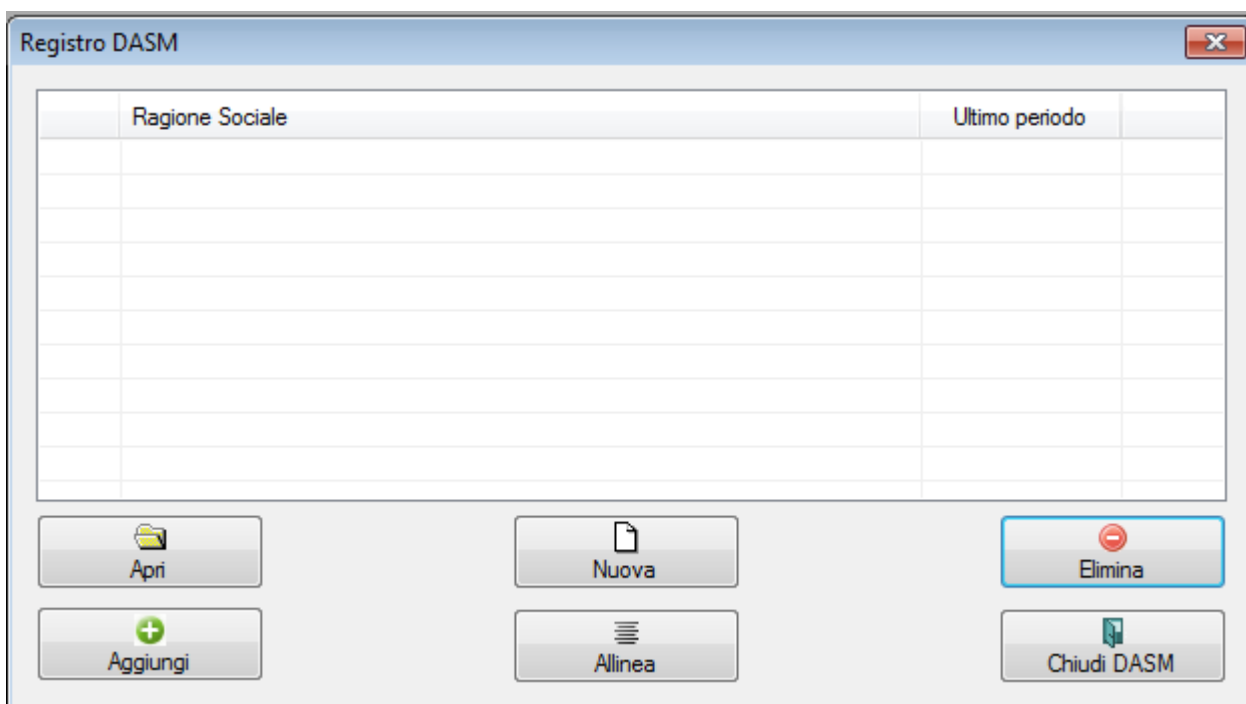 Registro DASM
Ragione Sociale Ultimo periodo
Apri Nuova Elimina
Aggiungi Allinea Chiudi DASM